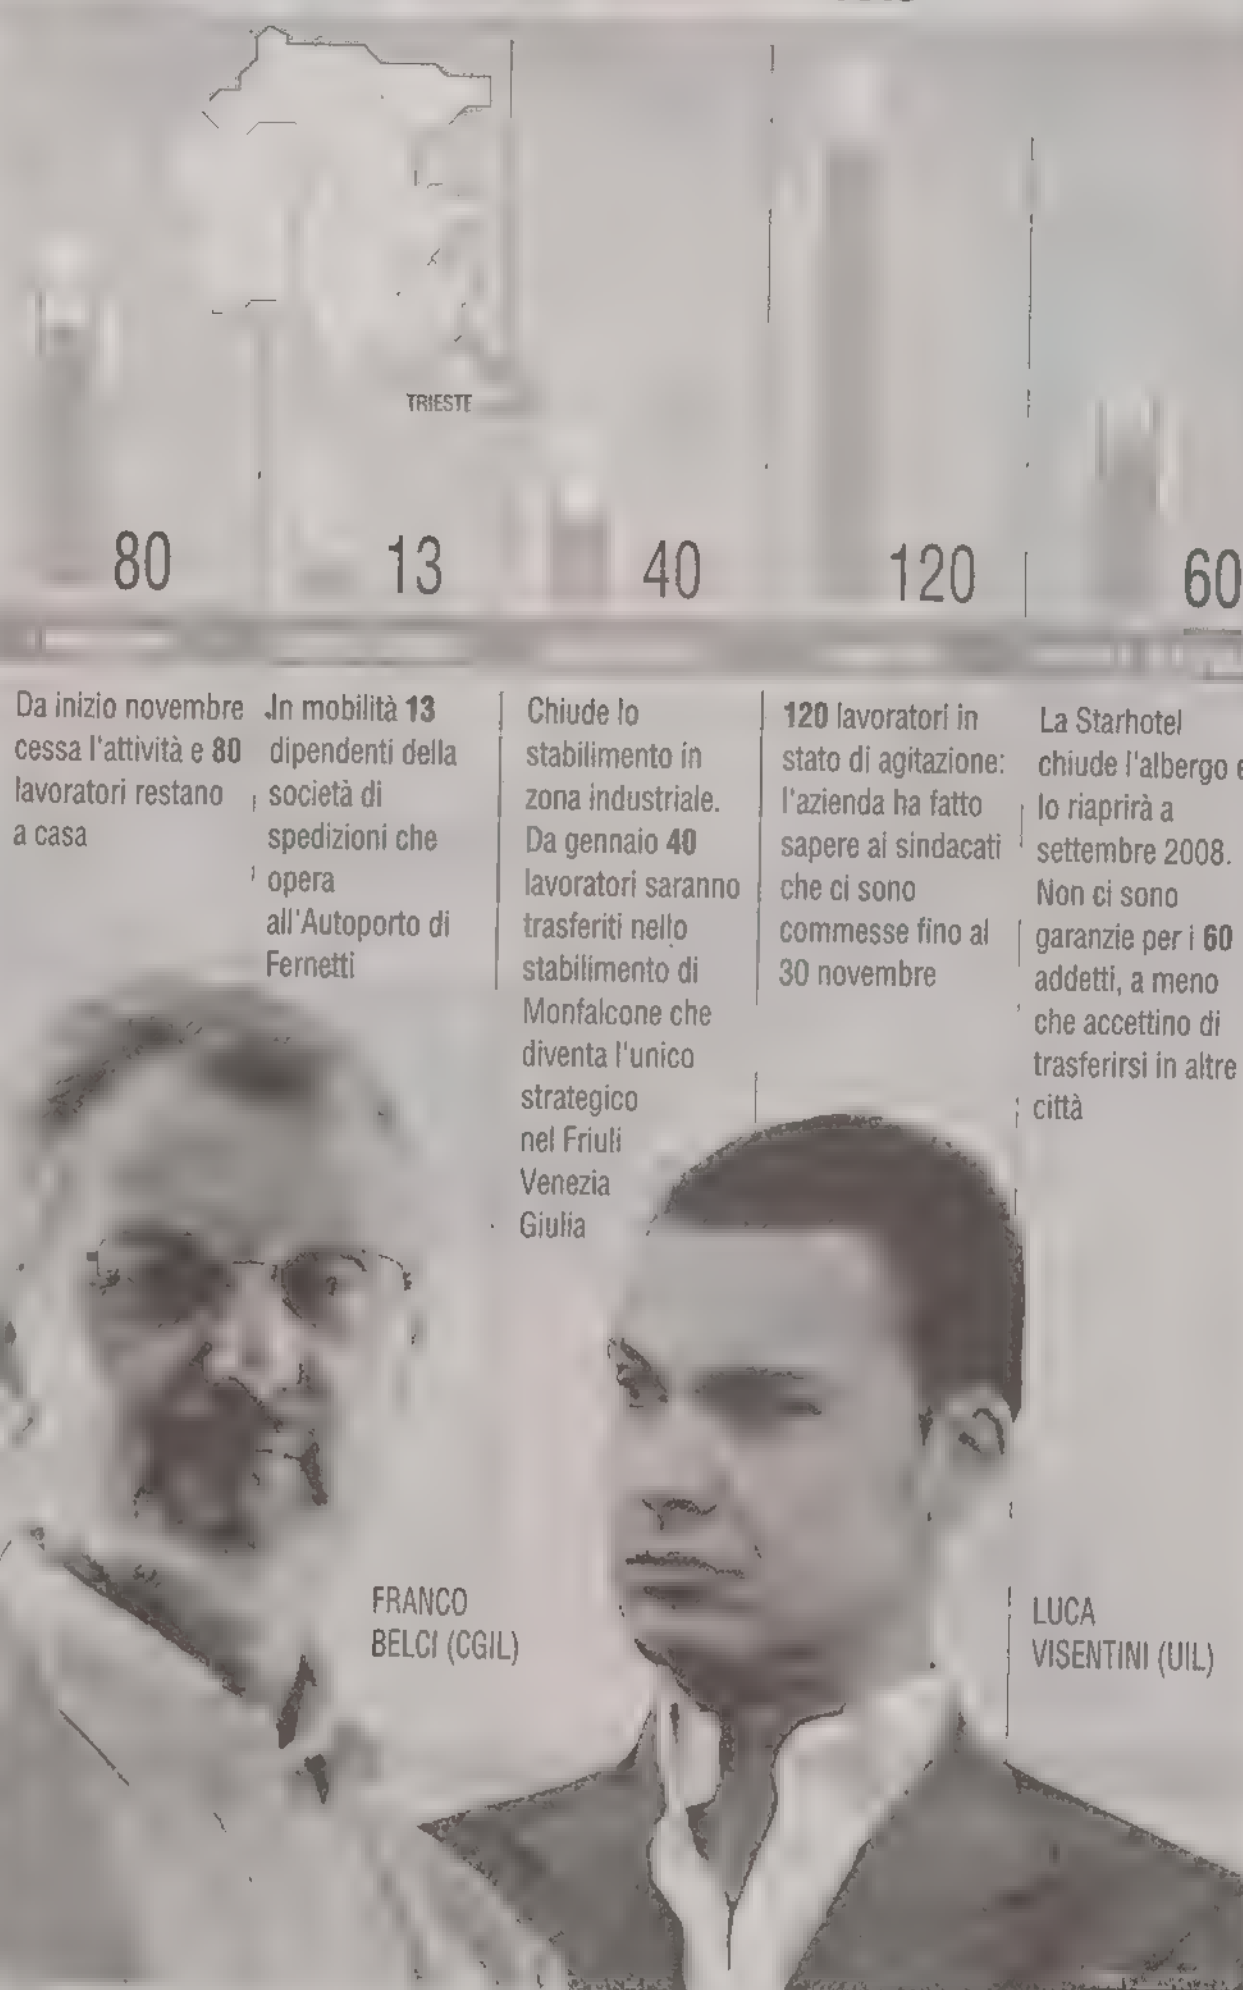 TRIESTE
80
13
40
120
60
Da inizio novembre
cessa l'attività e 80
lavoratori restano
a casa
In mobilità 13
dipendenti della
società di
spedizioni che
opera
all'Autoporto di
Fernetti
Chiude lo
stabilimento in
zona industriale.
Da gennaio 40
lavoratori saranno
trasferiti nello
stabilimento di
Monfalcone che
diventa l'unico
strategico
nel Friuli
Venezia
Giulia
120 lavoratori in
stato di agitazione:
l'azienda ha fatto
sapere ai sindacati
che ci sono
commesse fino al
30 novembre
La Starhotel
chiude l'albergo e
lo riaprirà a
settembre 2008.
Non ci sono
garanzie per i 60
addetti, a meno
che accettino di
trasferirsi in altre
città
FRANCO
BELCI (CGIL)
LUCA
VISENTINI (UIL)